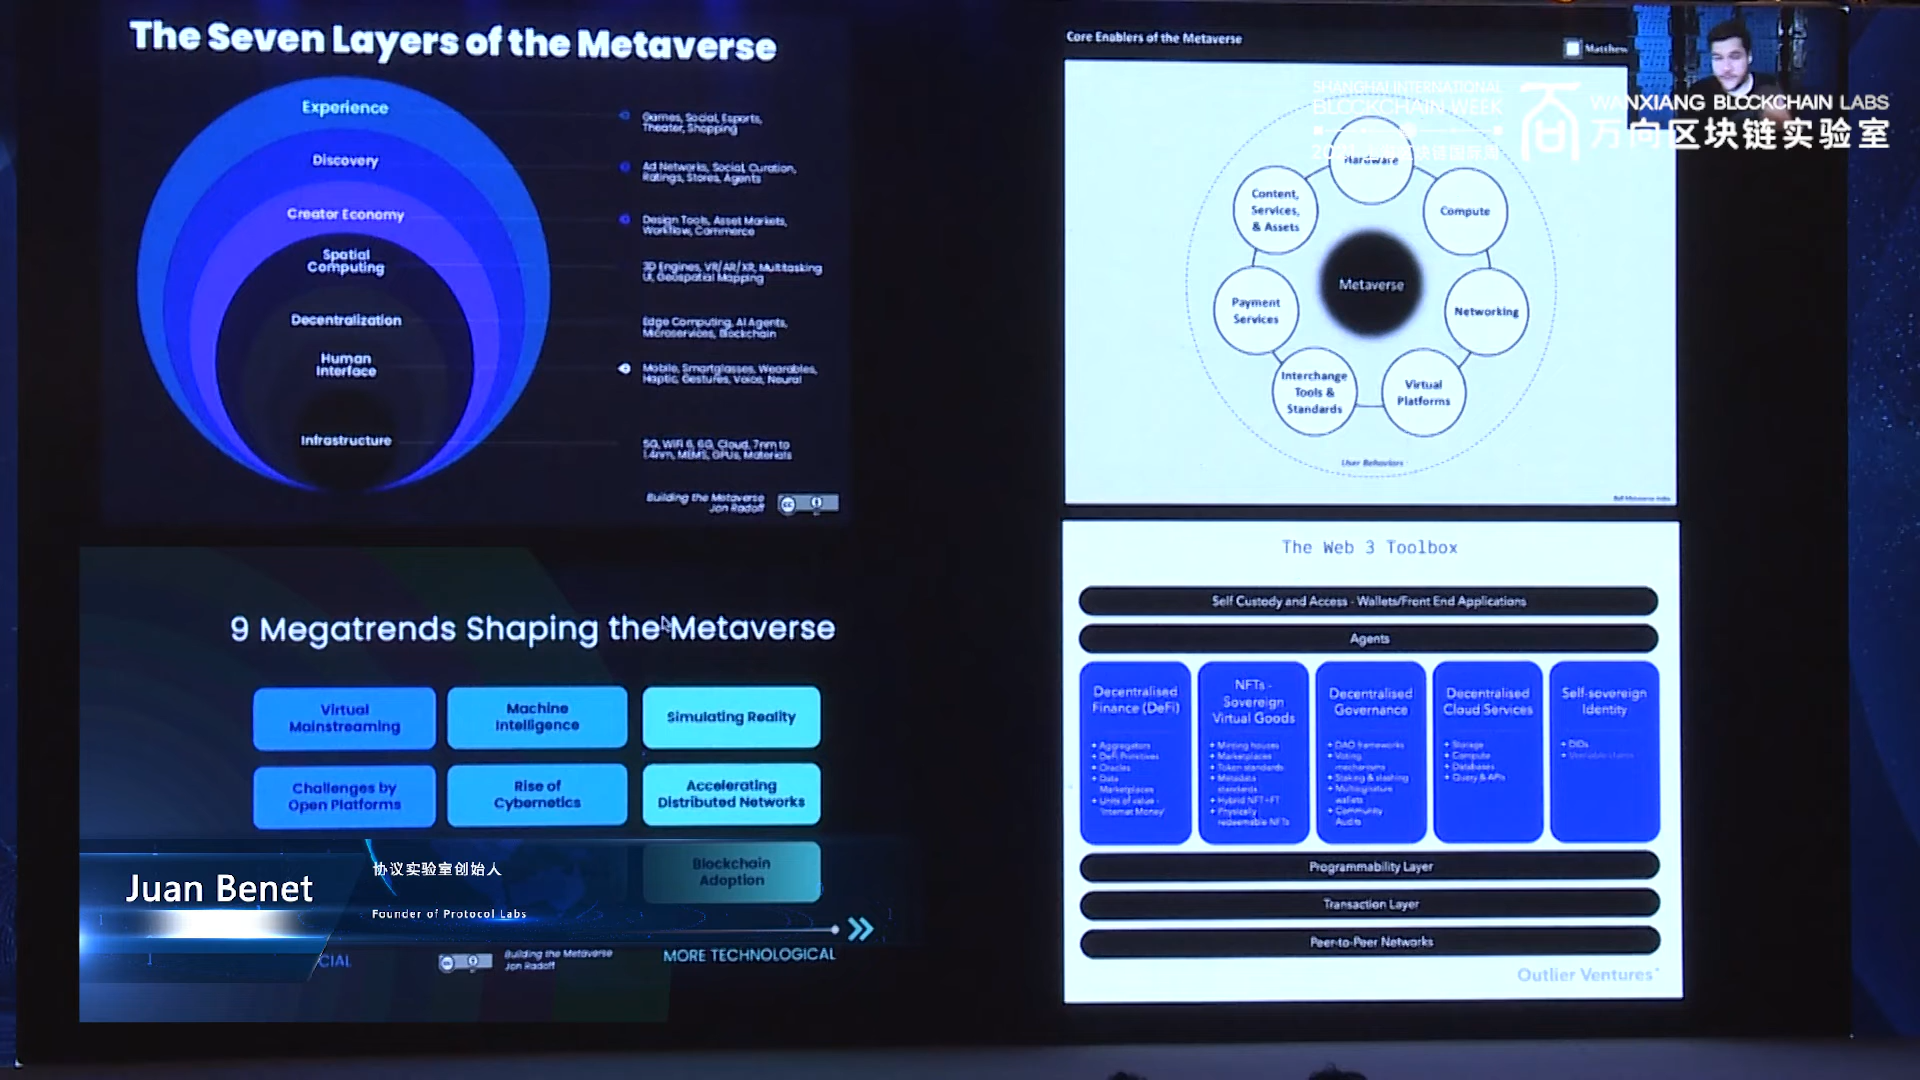 The Seven Layers of the Metaverse
Experience
Games, Social, Esports,
Theater, Shopping
Discovery
Ad Networks, Social, Curation,
Ratings, Stores, Agents
Creator Economy
Design Tools, Asset Markets,
Workflow, Commerce
Spatial
Computing
3D Engines, VR/AR/XR, Multitasking
UI, Geospatial Mapping
Decentralization
Edge Computing, AI Agents,
Microservices, Blockchain
Human
Interface
Mobile, Smartglasses, Wearables,
Haptic, Gestures, Voice, Neural
Infrastructure
5G, WiFi 6, 6G, Cloud, 7nm to
1.4nm, MEMS, GPUs, Materials
Building the Metaverse
Jon Radoff
Core Enablers of the Metaverse
Matthew
SHANGHAI INTERNATIONAL
BLOCKCHAIN WEEK
WANXIANG BLOCKCHAIN LABS
万向区块链实验室
Hardware
Content,
Services,
& Assets
Compute
Metaverse
Payment
Services
Networking
Interchange
Tools &
Standards
Virtual
Platforms
User Behaviors
9 Megatrends Shaping the Metaverse
Virtual
Mainstreaming
Machine
Intelligence
Simulating Reality
Challenges by
Open Platforms
Rise of
Cybernetics
Accelerating
Distributed Networks
Blockchain
Adoption
CIAL
Building the Metaverse
Jon Radoff
MORE TECHNOLOGICAL
Juan Benet
协议实验室创始人
Founder of Protocol Labs
The Web 3 Toolbox
Self Custody and Access - Wallets/Front End Applications
Agents
Decentralised
Finance (DeFi)
+ Aggregators
+ DeFi Primitives
+ Oracles
+ Data
Marketplaces
+ Units of value -
'Internet Money'
NFTs -
Sovereign
Virtual Goods
+ Minting houses
+ Marketplaces
+ Token standards
+ Metadata
standards
+ Hybrid NFT-FT
+ Physically
redeemable NFTs
Decentralised
Governance
+ DAO frameworks
+ Voting
mechanisms
+ Staking & slashing
+ Multisignature
wallets
+ Community
Audits
Decentralised
Cloud Services
+ Storage
+ Compute
+ Databases
+ Query & APIs
Self-sovereign
Identity
+ DIDs
Programmability Layer
Transaction Layer
Peer-to-Peer Networks
Outlier Ventures